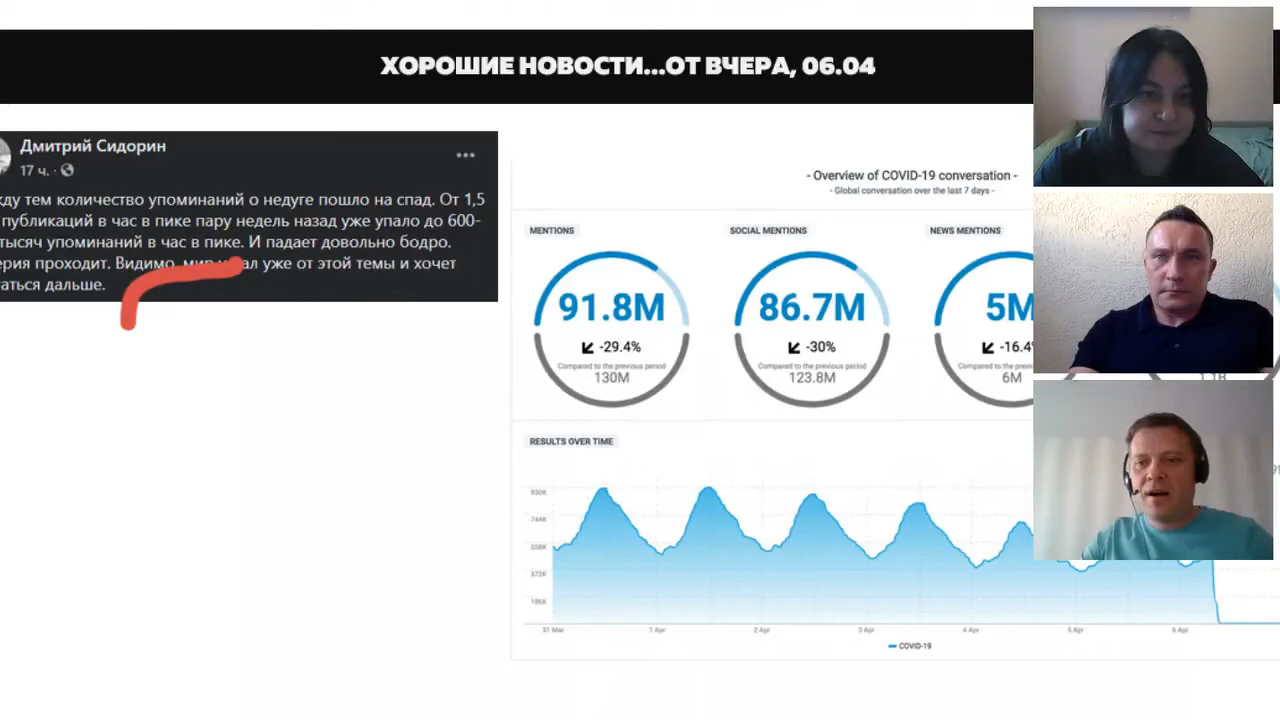 ХОРОШИЕ НОВОСТИ...ОТ ВЧЕРА, 06.04
Дмитрий Сидорин
17 ч. ·
тем количество упоминаний о недуге пошло на спад. От 1,5
публикаций в час в пике пару недель назад уже упало до 600-
тысяч упоминаний в час в пике. И падает довольно бодро.
проходит. Видимо, мир уже от этой темы и хочет
дальше.
- Overview of COVID-19 conversation -
- Global conversation over the last 7 days -
MENTIONS
SOCIAL MENTIONS
NEWS MENTIONS
91.8M
86.7M
5M
-29.4%
-30%
-16.4
Compared to the previous period
Compared to the previous period
Compared to the previous period
130M
123.8M
6M
RESULTS OVER TIME
930K
744K
558K
372K
186K
31 Mar
1 Apr
2 Apr
3 Apr
4 Apr
5 Apr
6 Apr
COVID-19